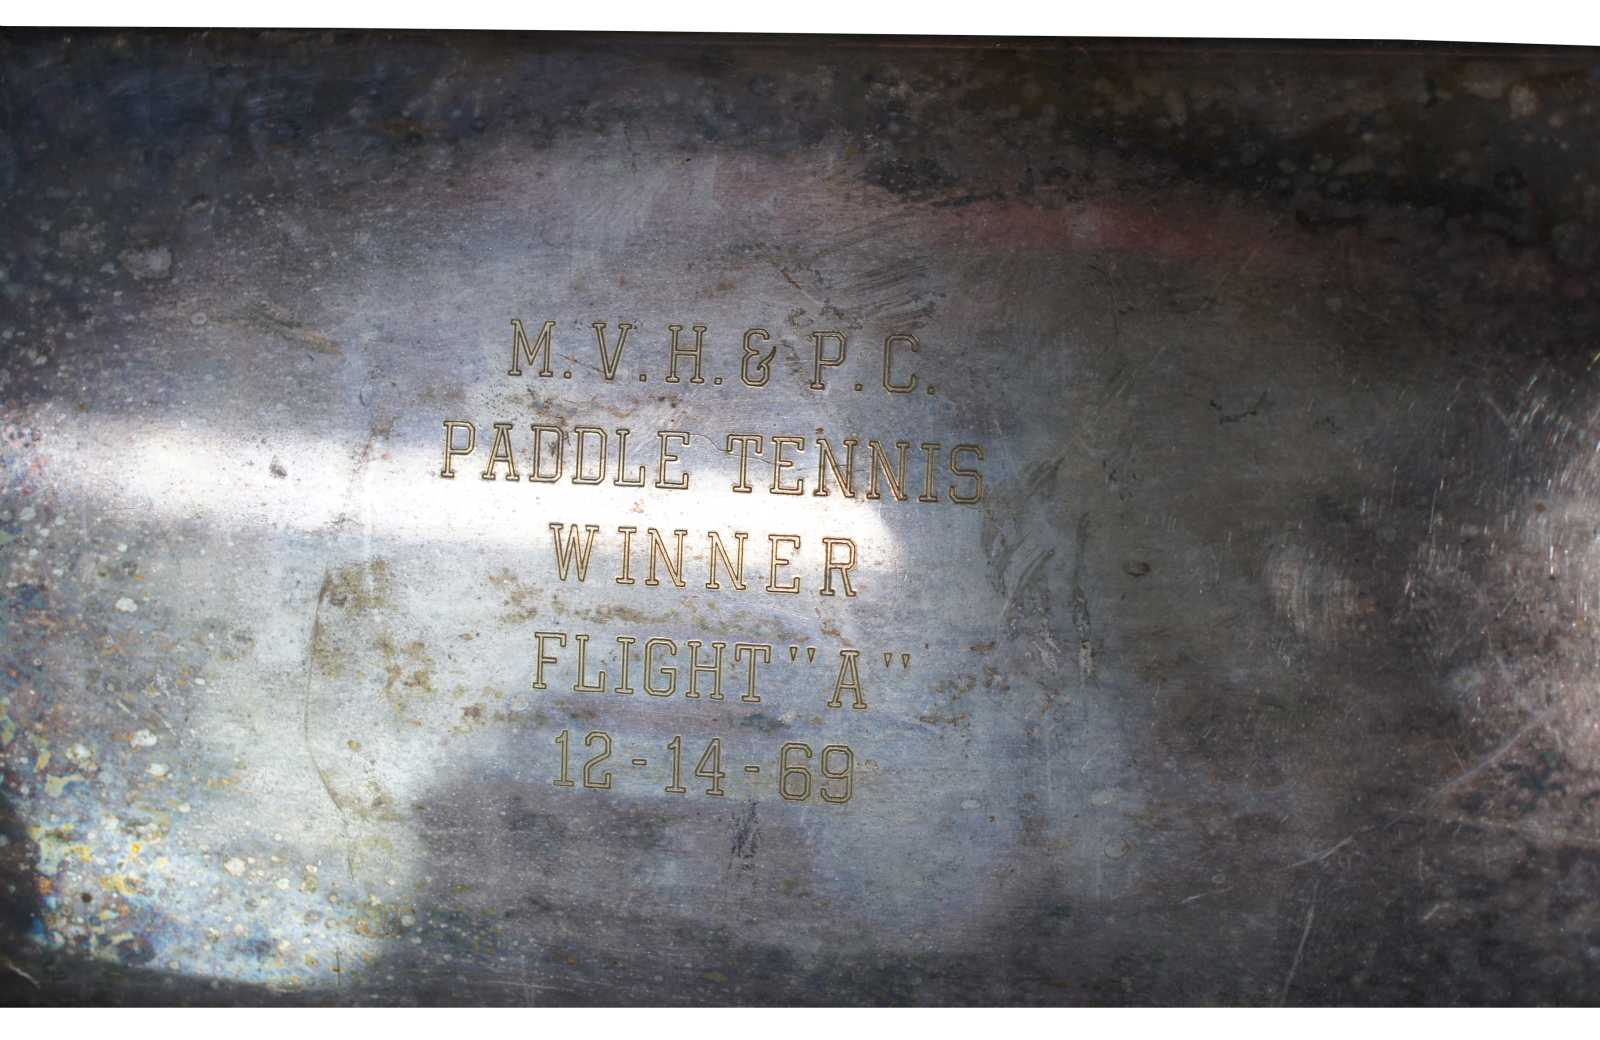 M.V.H.& P.C.
PADDLE TENNIS
WINNER
FLIGHT "A"
12-14-69